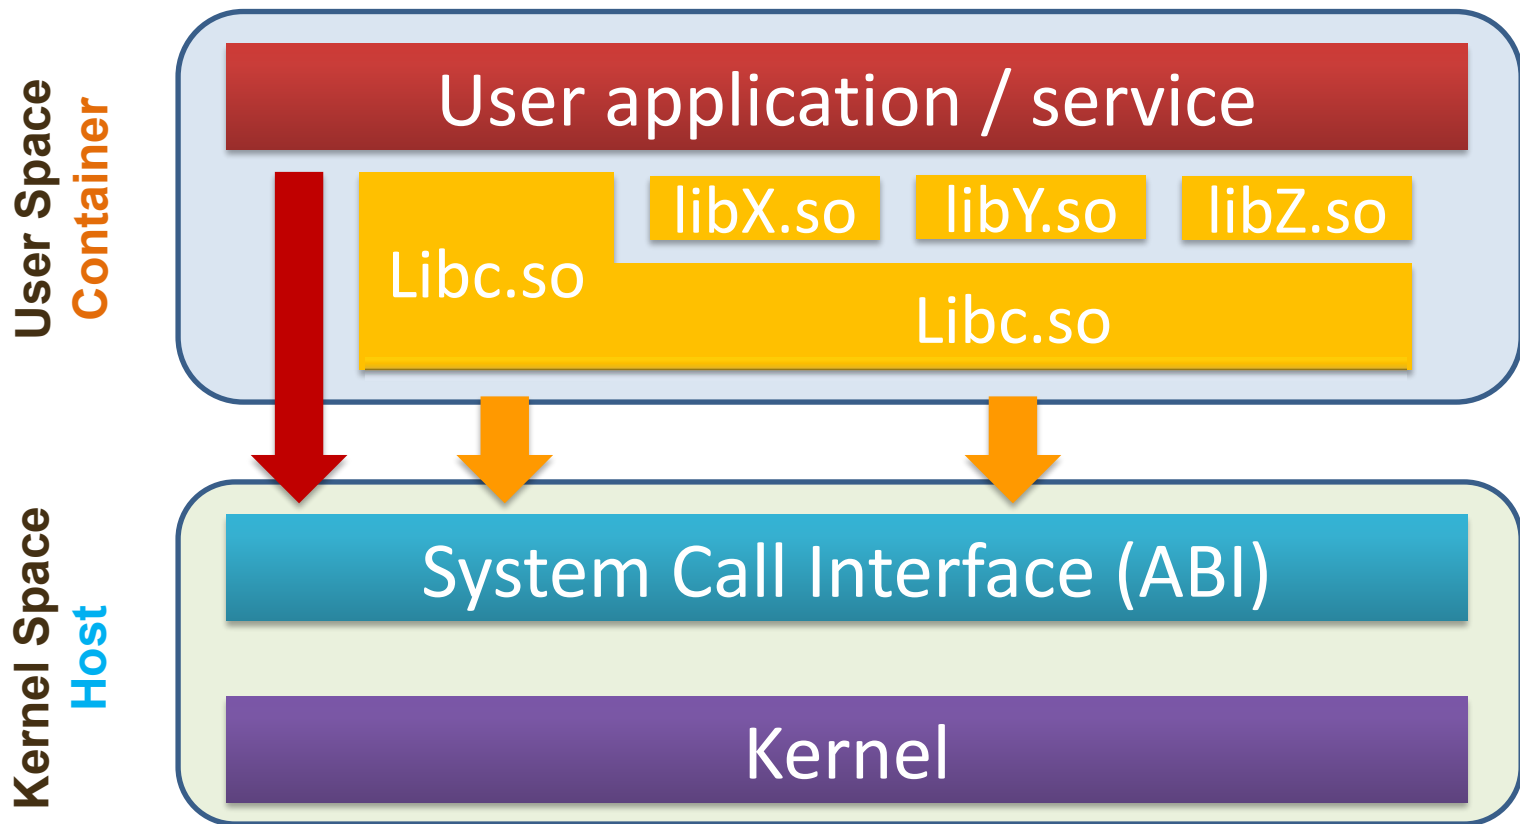 User Space
Container
User application / service
libX.so
libY.so
libZ.so
Libc.so
Libc.so
Kernel Space
Host
System Call Interface (ABI)
Kernel